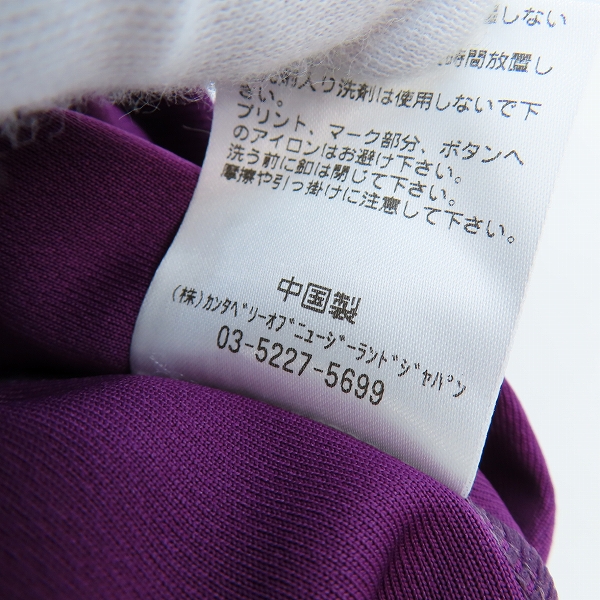 しない
時間放置し
剤入り洗剤は使用しないで下
さい。
プリント、マーク部分、ボタンへ
のアイロンはお避け下さい。
洗う前に釦は閉じて下さい。
摩擦や引っ掛けに注意して下さい。
中国製
(株)ｶﾝﾀﾍﾞﾘｰｵﾌﾞﾆｭｰｼﾞｰﾗﾝﾄﾞｼﾞｬﾊﾟﾝ
03-5227-5699